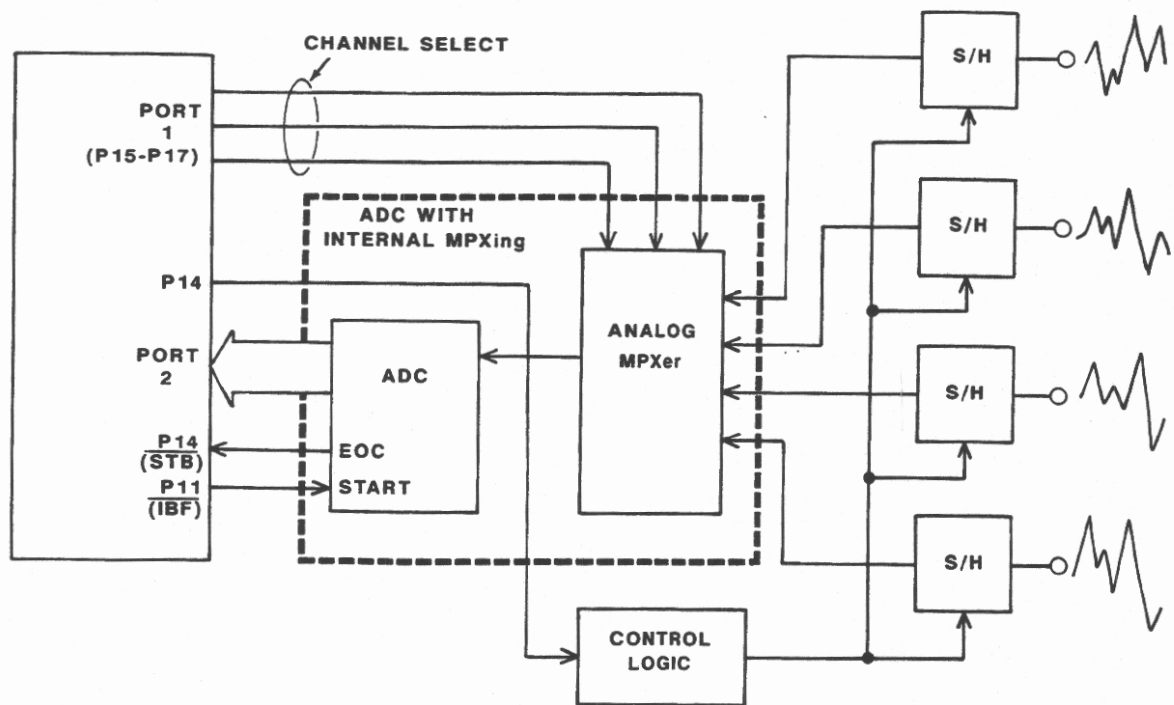 CHANNEL SELECT
PORT
1
(P15-P17)
P14
PORT
2
P14
(STB)
P11
(IBF)
ADC WITH
INTERNAL MPXing
ADC
EOC
START
ANALOG
MPXer
CONTROL
LOGIC
S/H
S/H
S/H
S/H